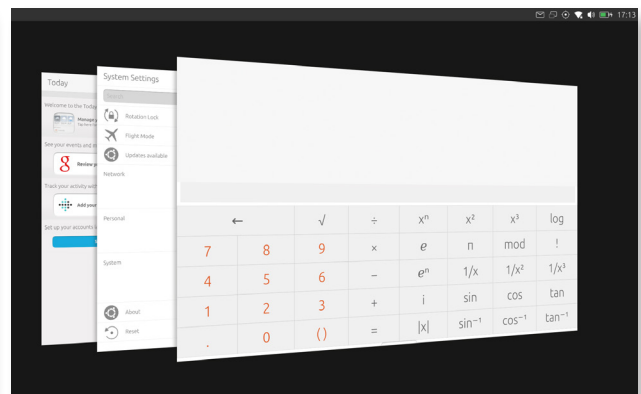 17:13
Today
Welcome to the Today
Manage y
See your events and e
Review yo
Track your activity with
Add your
Set up your accounts
System Settings
Search
Rotation Lock
Flight Mode
Updates available
Network
Personal
System
About
Reset
← √ ÷ xⁿ x² x³ log
7 8 9 × e n mod !
4 5 6 − eⁿ 1/x 1/x² 1/x³
1 2 3 + i sin cos tan
. 0 () = |x| sin⁻¹ cos⁻¹ tan⁻¹